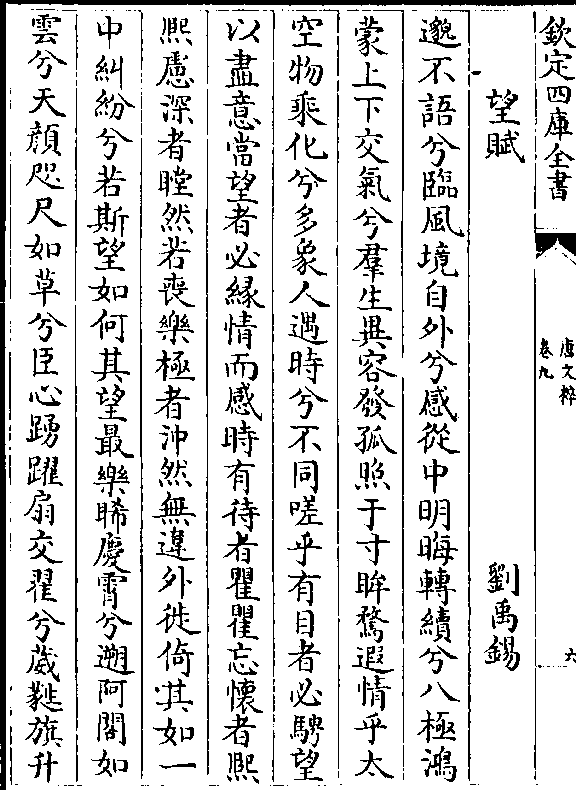 欽定四庫全書
唐文粹
卷九
六
望賦
劉禹錫
邈不語兮臨風境自外兮感從中明晦轉續兮八極鴻
蒙上下交氣兮羣生異容發孤照于寸眸騖遐情乎太
空物乘化兮多象人遇時兮不同嗟乎有目者必騁望
以盡意當望者必緣情而感時有待者瞿瞿忘懷者熙
熙慮深者瞠然若喪樂極者沖然無違外徙倚其如一
中糾紛兮若斯望如何其望最樂睎慶霄兮遡阿閣如
雲兮天顔咫尺如草兮臣心踴躍扇交翟兮葳蕤旗升